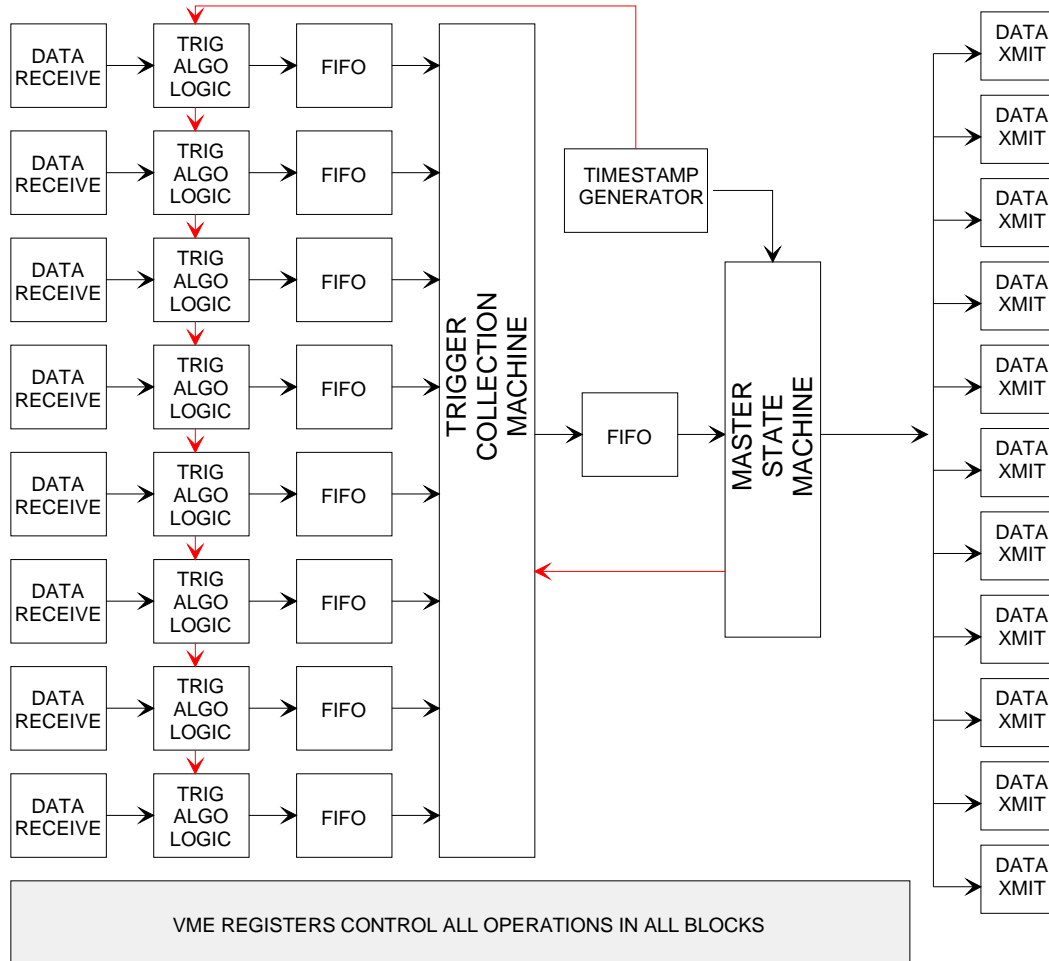 DATA
RECEIVE
TRIG
ALGO
LOGIC
FIFO
DATA
RECEIVE
TRIG
ALGO
LOGIC
FIFO
DATA
RECEIVE
TRIG
ALGO
LOGIC
FIFO
DATA
RECEIVE
TRIG
ALGO
LOGIC
FIFO
DATA
RECEIVE
TRIG
ALGO
LOGIC
FIFO
DATA
RECEIVE
TRIG
ALGO
LOGIC
FIFO
DATA
RECEIVE
TRIG
ALGO
LOGIC
FIFO
DATA
RECEIVE
TRIG
ALGO
LOGIC
FIFO
TRIGGER
COLLECTION
MACHINE
TIMESTAMP
GENERATOR
FIFO
MASTER
STATE
MACHINE
DATA
XMIT
DATA
XMIT
DATA
XMIT
DATA
XMIT
DATA
XMIT
DATA
XMIT
DATA
XMIT
DATA
XMIT
DATA
XMIT
DATA
XMIT
DATA
XMIT
VME REGISTERS CONTROL ALL OPERATIONS IN ALL BLOCKS